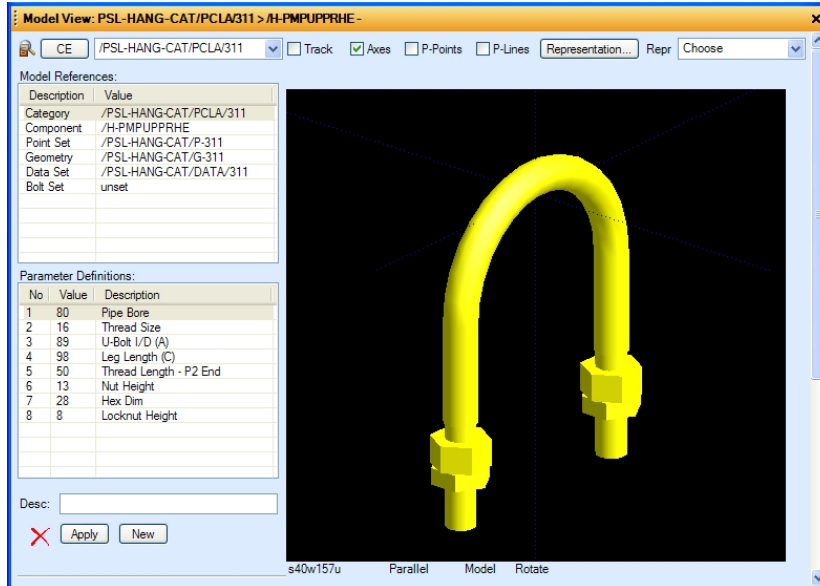 Model View: PSL-HANG-CAT/PCLA/311 > /H-PMPUPPRHE -
CE /PSL-HANG-CAT/PCLA/311 Track Axes P-Points P-Lines Representation... Repr Choose
Model References:
Description Value
Category /PSL-HANG-CAT/PCLA/311
Component /H-PMPUPPRHE
Point Set /PSL-HANG-CAT/P-311
Geometry /PSL-HANG-CAT/G-311
Data Set /PSL-HANG-CAT/DATA/311
Bolt Set unset
Parameter Definitions:
No Value Description
1 80 Pipe Bore
2 16 Thread Size
3 89 U-Bolt I/D (A)
4 98 Leg Length (C)
5 50 Thread Length - P2 End
6 13 Nut Height
7 28 Hex Dim
8 8 Locknut Height
Desc:
Apply New
s40w157u Parallel Model Rotate